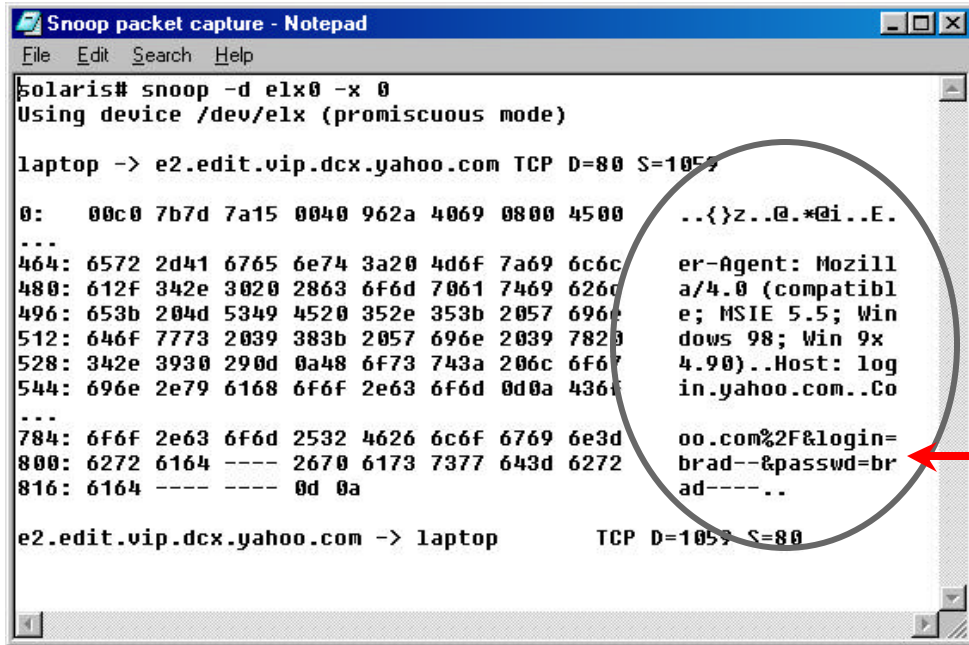 Snoop packet capture - Notepad
File Edit Search Help
solaris# snoop -d elx0 -x 0
Using device /dev/elx (promiscuous mode)
laptop -> e2.edit.vip.dcx.yahoo.com TCP D=80 S=1059
0: 00c0 7b7d 7a15 0040 962a 4069 0800 4500 ..{}z..@.*@i..E.
...
464: 6572 2d41 6765 6e74 3a20 4d6f 7a69 6c6c er-Agent: Mozill
480: 612f 342e 3020 2863 6f6d 7061 7469 626c a/4.0 (compatibl
496: 653b 204d 5349 4520 352e 353b 2057 696e e; MSIE 5.5; Win
512: 646f 7773 2039 383b 2057 696e 2039 7820 dows 98; Win 9x
528: 342e 3930 290d 0a48 6f73 743a 206c 6f67 4.90)..Host: log
544: 696e 2e79 6168 6f6f 2e63 6f6d 0d0a 436f in.yahoo.com..Co
...
784: 6f6f 2e63 6f6d 2532 4626 6c6f 6769 6e3d oo.com%2F&login=
800: 6272 6164 ---- 2670 6173 7377 643d 6272 brad--&passwd=br
816: 6164 ---- ---- 0d 0a ad----..
e2.edit.vip.dcx.yahoo.com -> laptop TCP D=1059 S=80